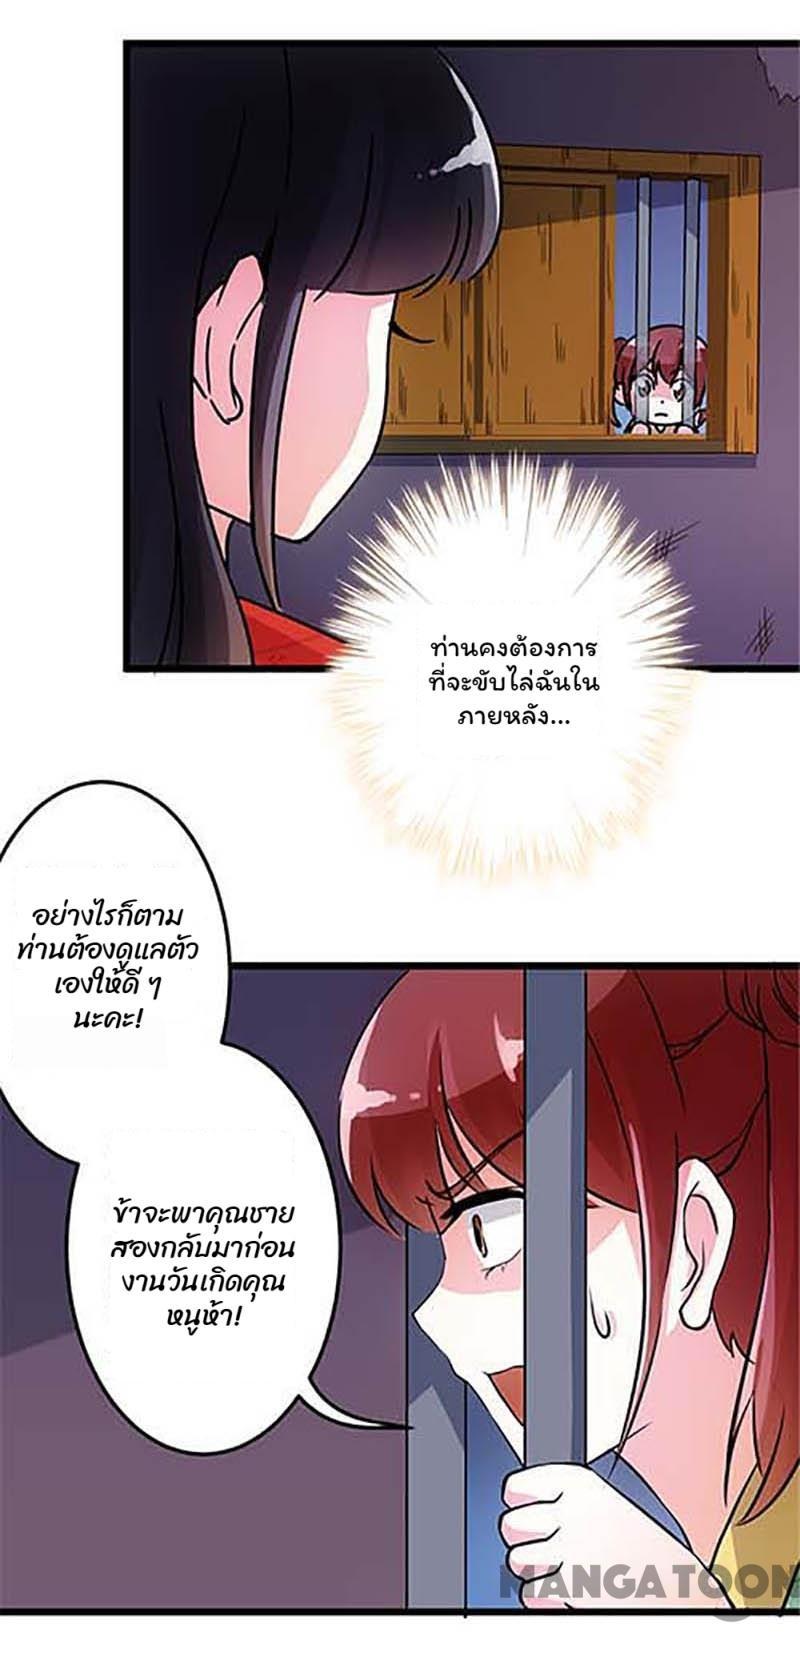 ท่านคงต้องการ
ที่จะขับไล่ฉันใน
ภายหลัง...
อย่างไรก็ตาม
ท่านต้องดูแลตัว
เองให้ดี ๆ
นะคะ!
ข้าจะพาคุณชาย
สองกลับมาก่อน
งานวันเกิดคุณ
หนูห้า!
MANGATOON